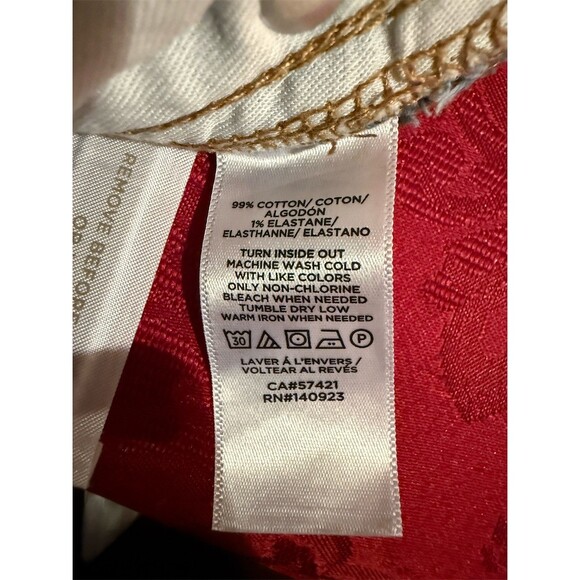 99% COTTON/ COTON/
ALGODÓN
1% ELASTANE/
ELASTHANNE/ ELASTANO
TURN INSIDE OUT
MACHINE WASH COLD
WITH LIKE COLORS
ONLY NON-CHLORINE
BLEACH WHEN NEEDED
TUMBLE DRY LOW
WARM IRON WHEN NEEDED
30 P
LAVER Á L'ENVERS/
VOLTEAR AL REVÉS
CA#57421
RN#140923
REMOVE BEF